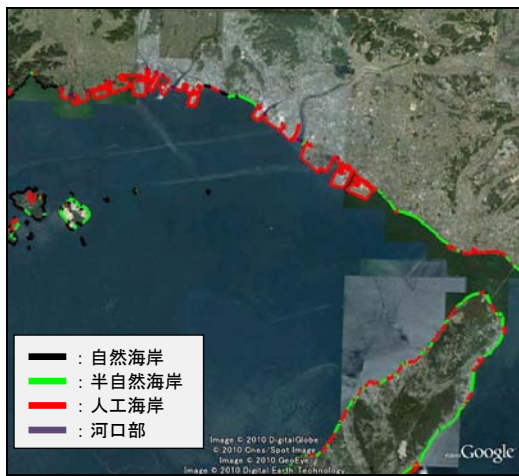 ：自然海岸
：半自然海岸
：人工海岸
：河口部
Image © 2010 DigitalGlobe
© 2010 Cnes/Spot Image
Image © 2010 GeoEye
Image © 2010 Digital Earth Technology
©2010 Google